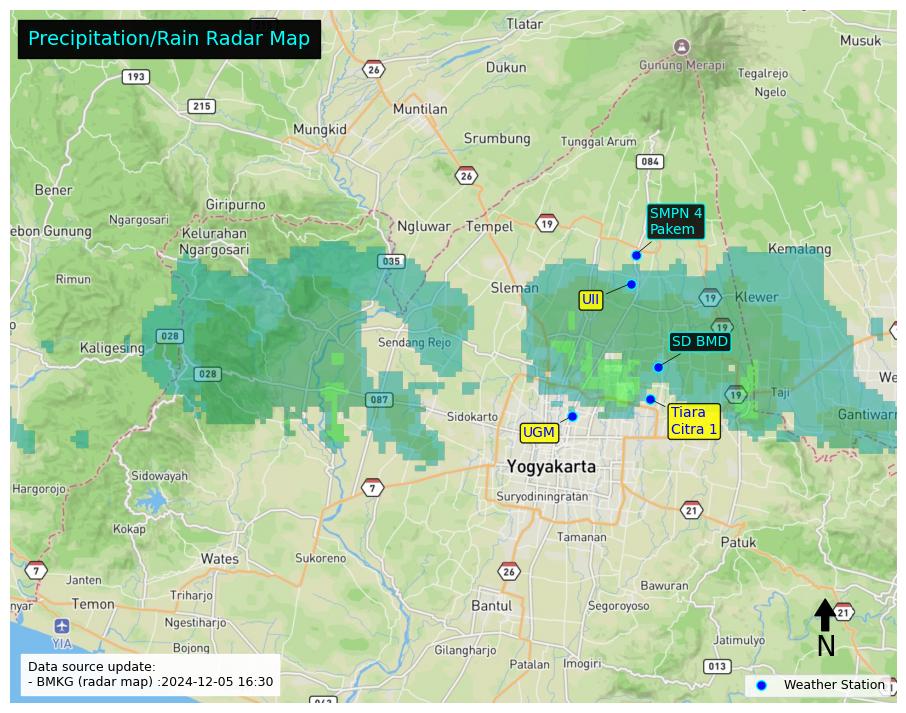 Precipitation/Rain Radar Map
Tlatar
Musuk
26
Gunung Merapi
193
Dukun
Tegalrejo
Ngelo
215
Muntilan
Mungkid
Srumbung
Tunggal Arum
084
26
Bener
Giripurno
Ngargosari
SMPN 4
Pakem
ebon Gunung
Kelurahan
Ngargosari
Ngluwar
Tempel
19
Kemalang
035
Rimun
Sleman
UII
19
Klewer
19
028
Kaligesing
Sendang Rejo
SD BMD
028
We
087
19
Taji
Sidokarto
Tiara
Citra 1
Gantiwar
UGM
Yogyakarta
Sidowayah
Hargorojo
7
Suryodiningratan
21
Kokap
Tamanan
Patuk
Wates
Sukoreno
7
26
Janten
Bawuran
Triharjo
nyar
Temon
Bantul
Segoroyoso
21
Ngestiharjo
YIA
N
Bojong
Gilangharjo
Jatimulyo
Patalan
Imogiri
013
Data source update:
- BMKG (radar map) :2024-12-05 16:30
Weather Station